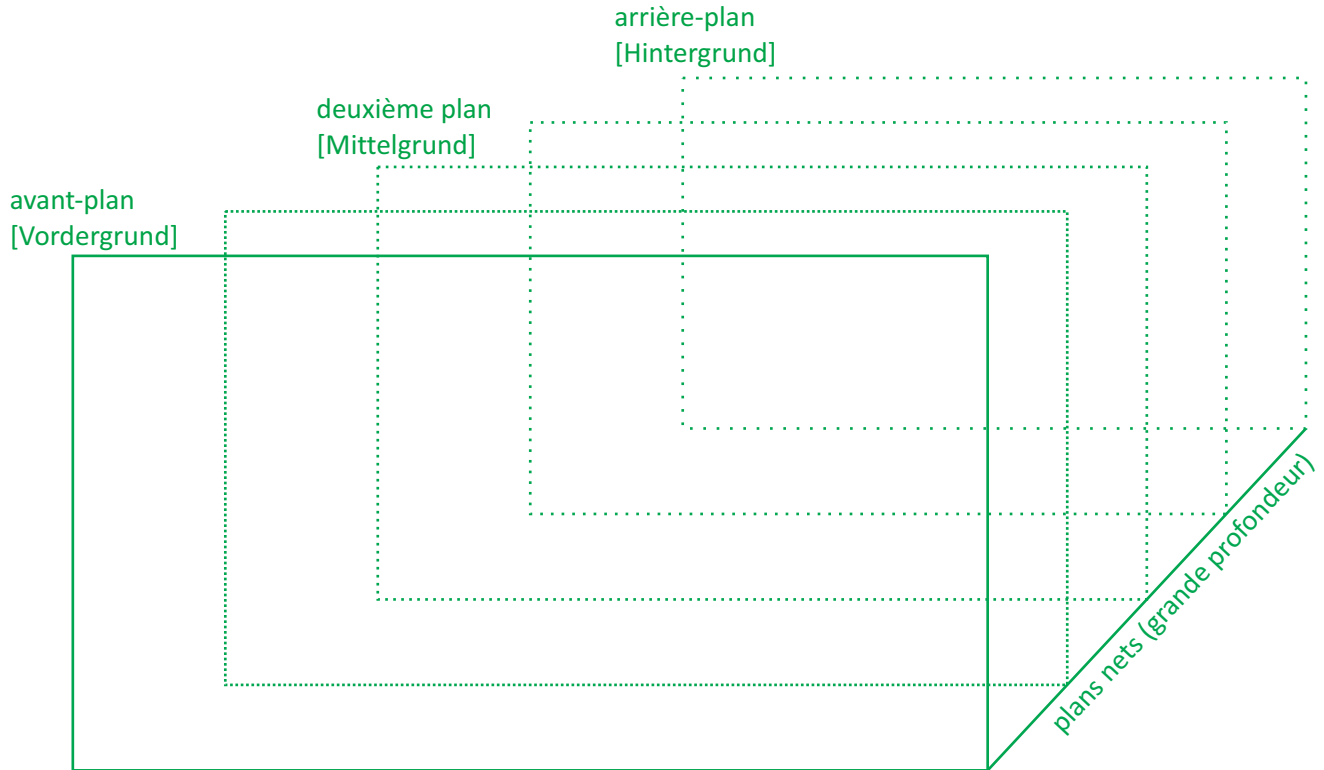 arrière-plan
[Hintergrund]
deuxième plan
[Mittelgrund]
avant-plan
[Vordergrund]
plans nets (grande profondeur)